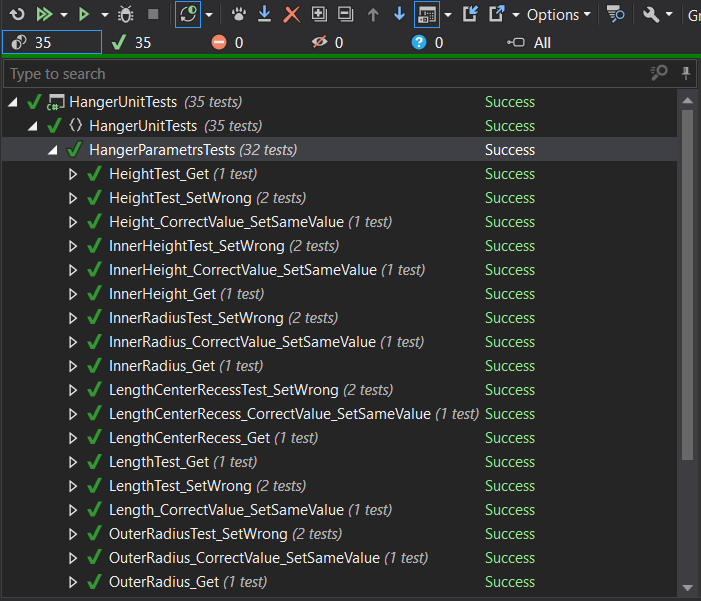 Options Gr
35 35 0 0 0 All
Type to search
C# HangerUnitTests (35 tests) Success
HangerUnitTests (35 tests) Success
HangerParametrsTests (32 tests) Success
HeightTest_Get (1 test) Success
HeightTest_SetWrong (2 tests) Success
Height_CorrectValue_SetSameValue (1 test) Success
InnerHeightTest_SetWrong (2 tests) Success
InnerHeight_CorrectValue_SetSameValue (1 test) Success
InnerHeight_Get (1 test) Success
InnerRadiusTest_SetWrong (2 tests) Success
InnerRadius_CorrectValue_SetSameValue (1 test) Success
InnerRadius_Get (1 test) Success
LengthCenterRecessTest_SetWrong (2 tests) Success
LengthCenterRecess_CorrectValue_SetSameValue (1 test) Success
LengthCenterRecess_Get (1 test) Success
LengthTest_Get (1 test) Success
LengthTest_SetWrong (2 tests) Success
Length_CorrectValue_SetSameValue (1 test) Success
OuterRadiusTest_SetWrong (2 tests) Success
OuterRadius_CorrectValue_SetSameValue (1 test) Success
OuterRadius_Get (1 test) Success